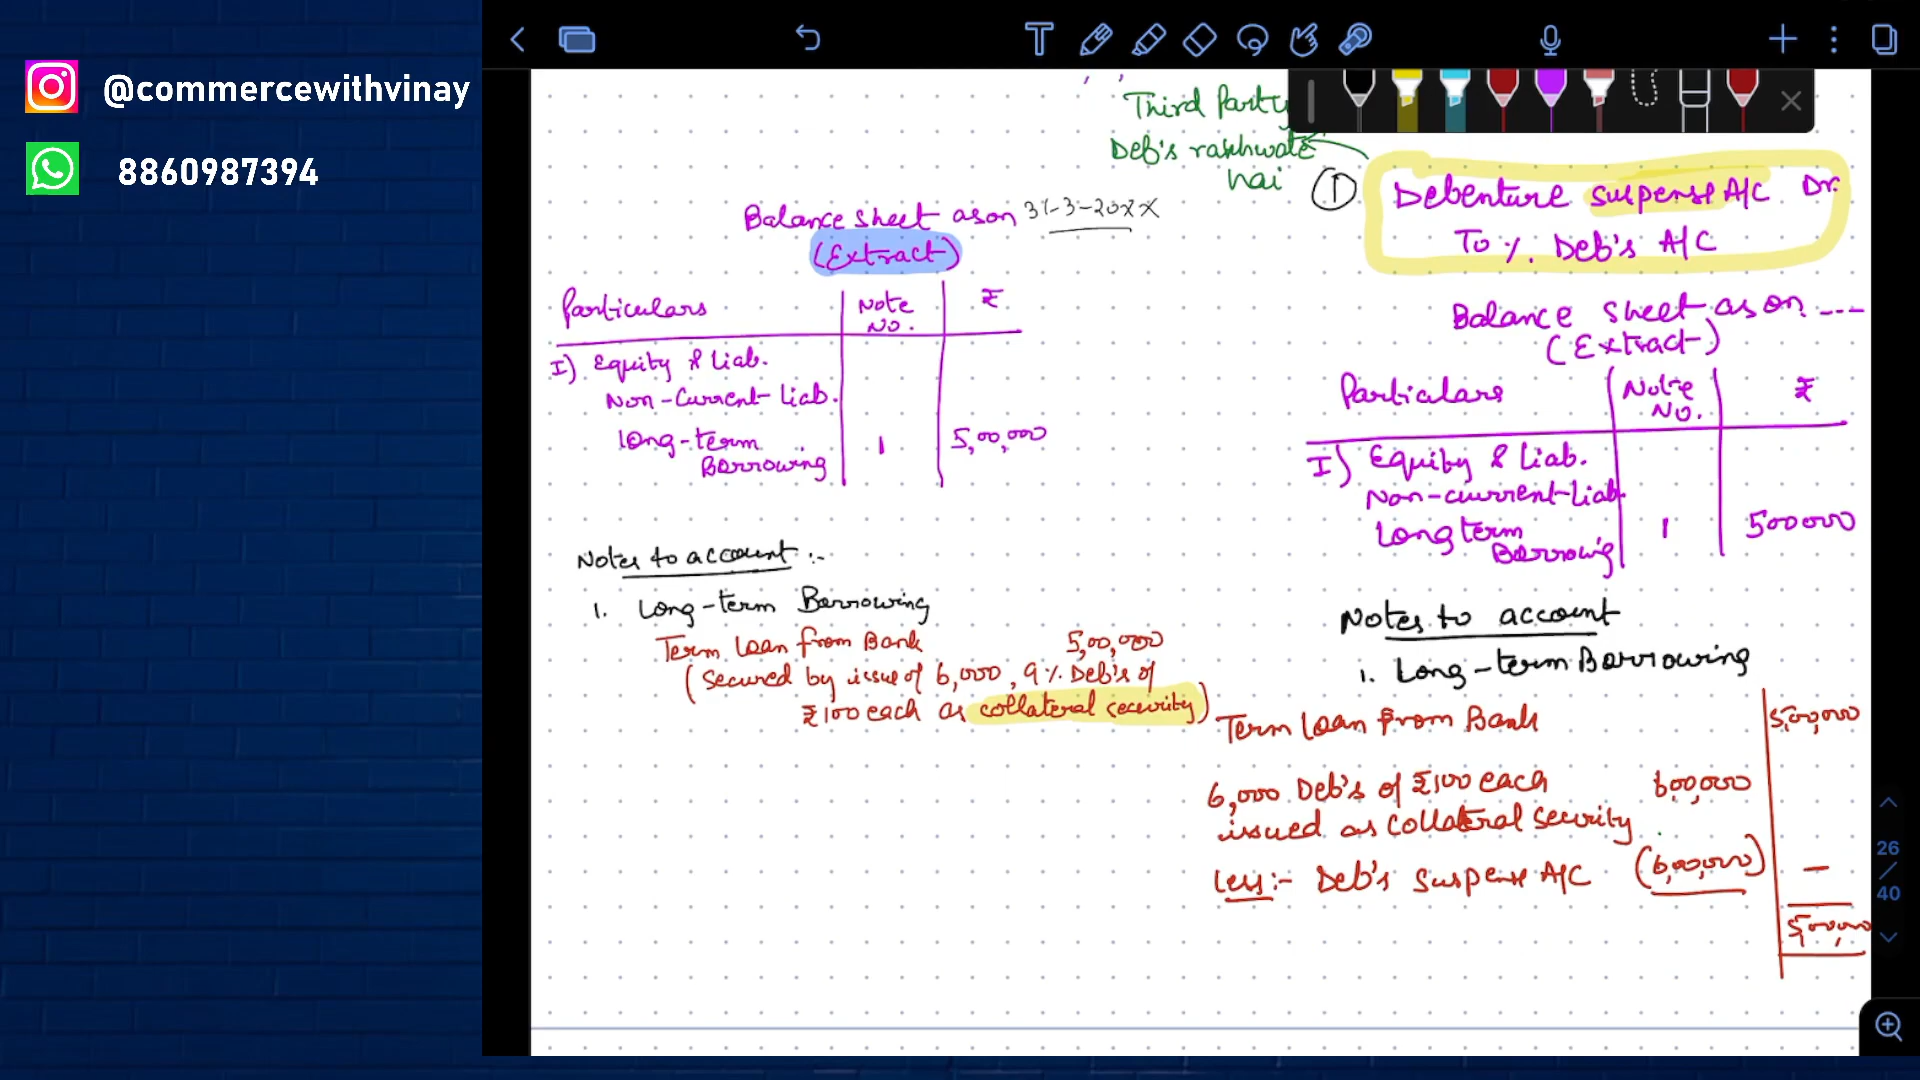 @commercewithvinay
8860987394
Third Party
Deb's rakhwate
hai
① Debenture suspense A/C Dr.
To %. Deb's A/C
Balance sheet as on 31-3-20XX
(Extract)
Particulars Note No. ₹
I) Equity & Liab.
Non-current Liab.
Long-term Borrowing 1 5,00,000
Notes to account :-
1. Long-term Borrowing
Term Loan from Bank 5,00,000
(Secured by issue of 6,000, 9% Deb's of
₹100 each as collateral security)
Balance sheet as on ---
(Extract)
Particulars Note No. ₹
I) Equity & Liab.
Non-current-Liab.
Long term Borrowing 1 500000
Notes to account
1. Long-term Borrowing
Term Loan from Bank 5,00,000
6,000 Deb's of ₹100 each 6,00,000
issued as collateral security
Less:- Deb's suspense A/C (6,00,000) —
5,00,000
26
/
40